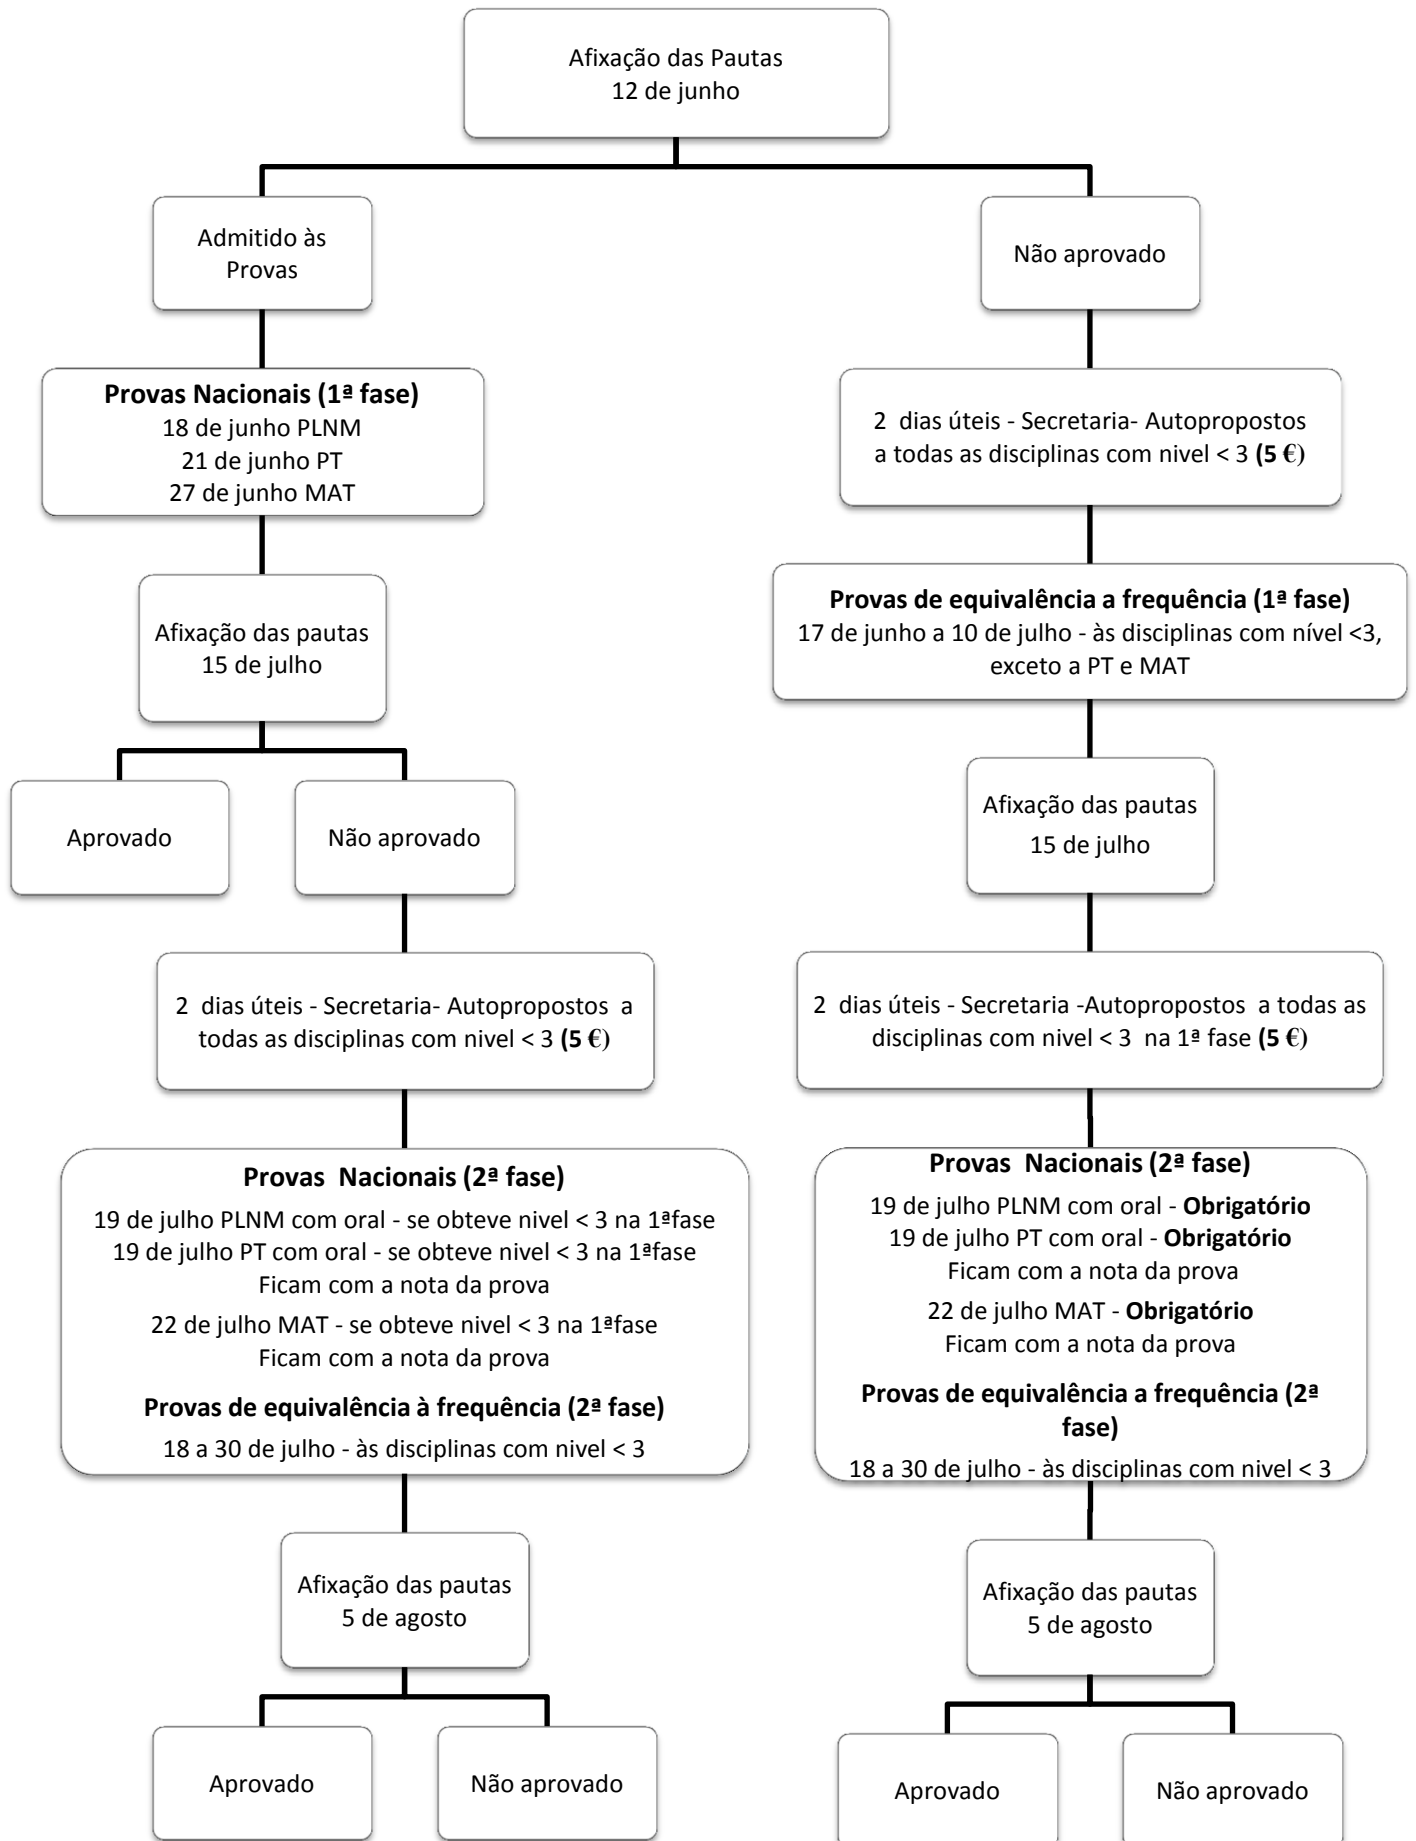 Afixação das Pautas
12 de junho
Admitido às
Provas
Não aprovado
Provas Nacionais (1ª fase)
18 de junho PLNM
21 de junho PT
27 de junho MAT
2 dias úteis - Secretaria- Autopropostos
a todas as disciplinas com nivel < 3 (5 €)
Provas de equivalência a frequência (1ª fase)
17 de junho a 10 de julho - às disciplinas com nível <3,
exceto a PT e MAT
Afixação das pautas
15 de julho
Afixação das pautas
15 de julho
Aprovado
Não aprovado
2 dias úteis - Secretaria- Autopropostos a
todas as disciplinas com nivel < 3 (5 €)
2 dias úteis - Secretaria -Autopropostos a todas as
disciplinas com nivel < 3 na 1ª fase (5 €)
Provas Nacionais (2ª fase)
19 de julho PLNM com oral - se obteve nivel < 3 na 1ªfase
19 de julho PT com oral - se obteve nivel < 3 na 1ªfase
Ficam com a nota da prova
22 de julho MAT - se obteve nivel < 3 na 1ªfase
Ficam com a nota da prova
Provas de equivalência à frequência (2ª fase)
18 a 30 de julho - às disciplinas com nivel < 3
Provas Nacionais (2ª fase)
19 de julho PLNM com oral - Obrigatório
19 de julho PT com oral - Obrigatório
Ficam com a nota da prova
22 de julho MAT - Obrigatório
Ficam com a nota da prova
Provas de equivalência a frequência (2ª
fase)
18 a 30 de julho - às disciplinas com nivel < 3
Afixação das pautas
5 de agosto
Afixação das pautas
5 de agosto
Aprovado
Não aprovado
Aprovado
Não aprovado